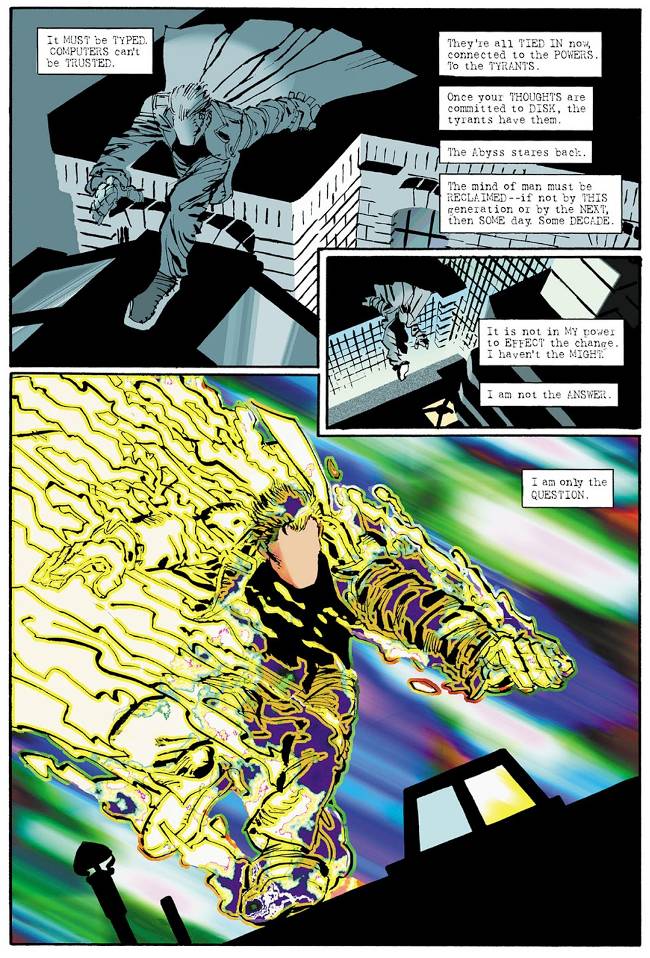 It MUST be TYPED.
COMPUTERS can't
be TRUSTED.
They're all TIED IN now,
connected to the POWERS.
To the TYRANTS.
Once your THOUGHTS are
committed to DISK, the
tyrants have them.
The Abyss stares back.
The mind of man must be
RECLAIMED--if not by THIS
generation or by the NEXT,
then SOME day. Some DECADE.
It is not in MY power
to EFFECT the change.
I haven't the MIGHT.
I am not the ANSWER.
I am only the
QUESTION.